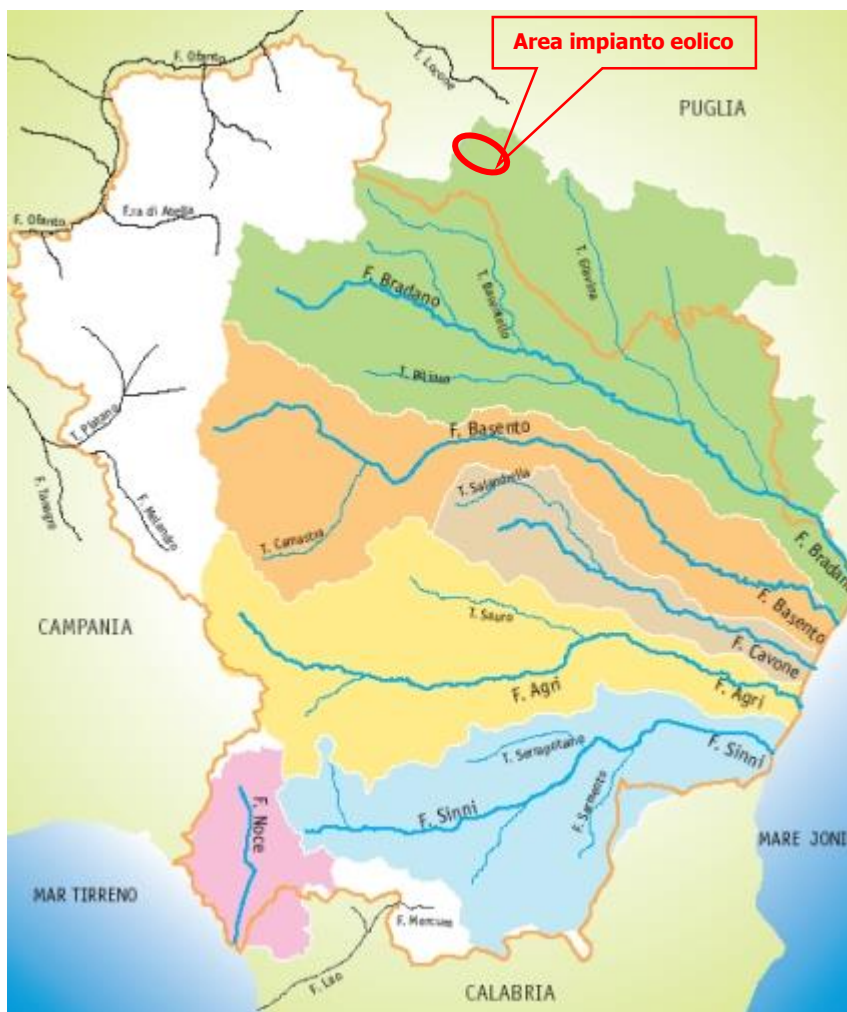 Area impianto eolico
F. Ofanto
T. Locone
PUGLIA
F.ra di Atella
F. Ofanto
T. Gravina
F. Bradano
T. Basentello
T. Bilioso
T. Platano
F. Basento
F. Tanagro
F. Melandro
T. Salandrella
T. Camastra
F. Bradano
CAMPANIA
T. Sauro
F. Basento
F. Cavone
F. Agri
F. Agri
T. Serrapotamo
F. Sinni
F. Noce
F. Sinni
F. Sarmento
MARE JONI
MAR TIRRENO
F. Mercure
F. Lao
CALABRIA